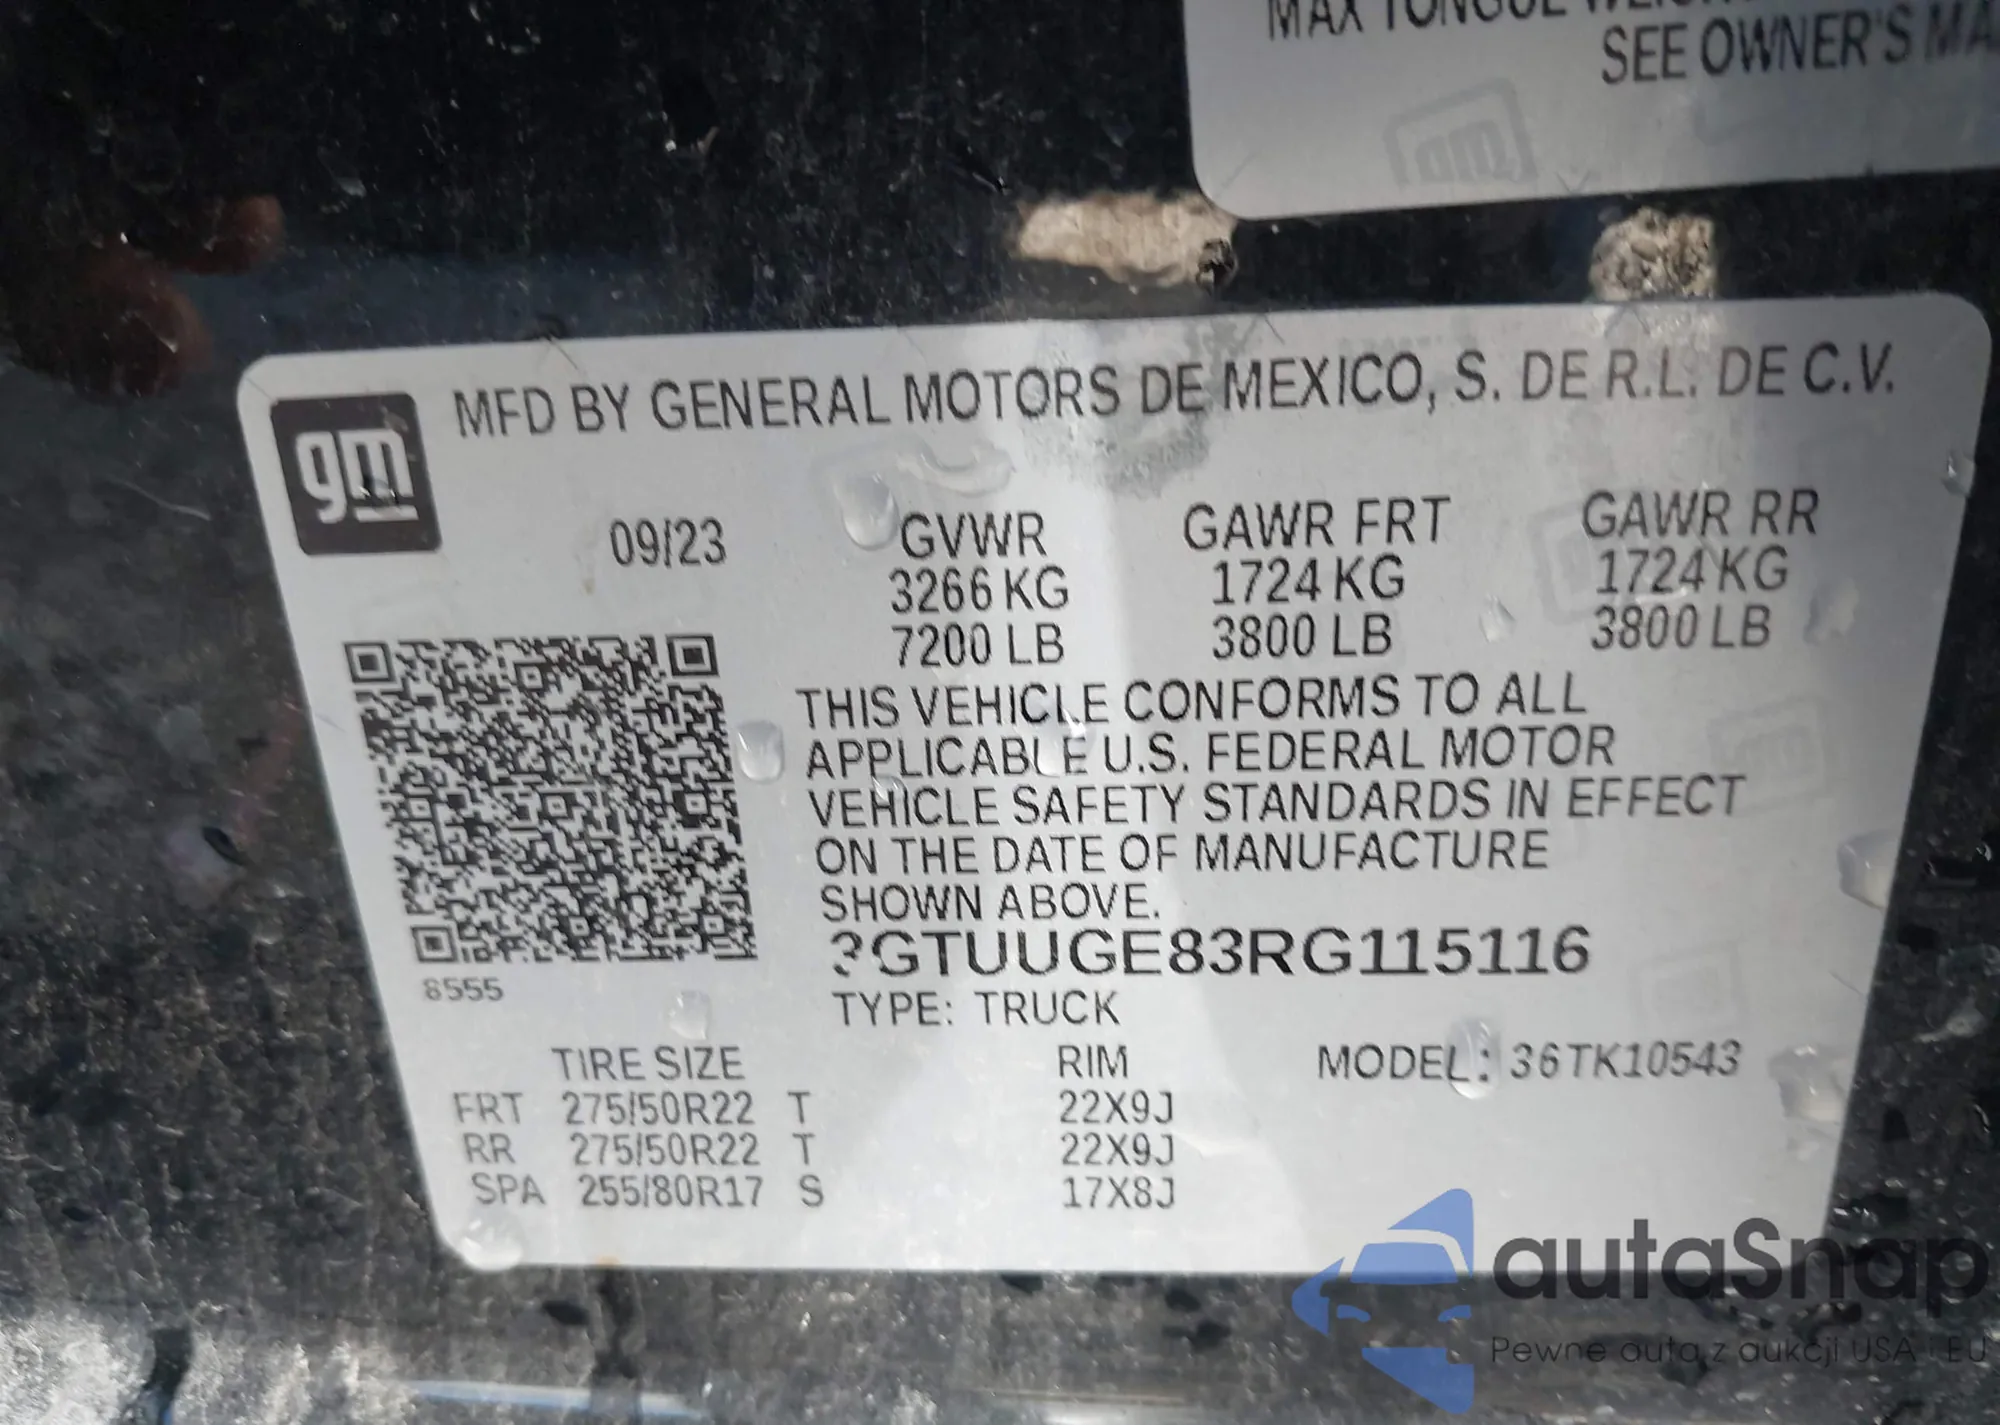 MAX TONGUE
SEE OWNER'S MA
gm
gm
MFD BY GENERAL MOTORS DE MEXICO, S. DE R.L. DE C.V.
09/23 GVWR GAWR FRT GAWR RR
3266 KG 1724 KG 1724 KG
7200 LB 3800 LB 3800 LB
THIS VEHICLE CONFORMS TO ALL
APPLICABLE U.S. FEDERAL MOTOR
VEHICLE SAFETY STANDARDS IN EFFECT
ON THE DATE OF MANUFACTURE
SHOWN ABOVE.
3GTUUGE83RG115116
8555
TYPE: TRUCK
TIRE SIZE RIM MODEL: 36TK10543
FRT 275/50R22 T 22X9J
RR 275/50R22 T 22X9J
SPA 255/80R17 S 17X8J
autaSnap
Pewne auta z aukcji USA i EU